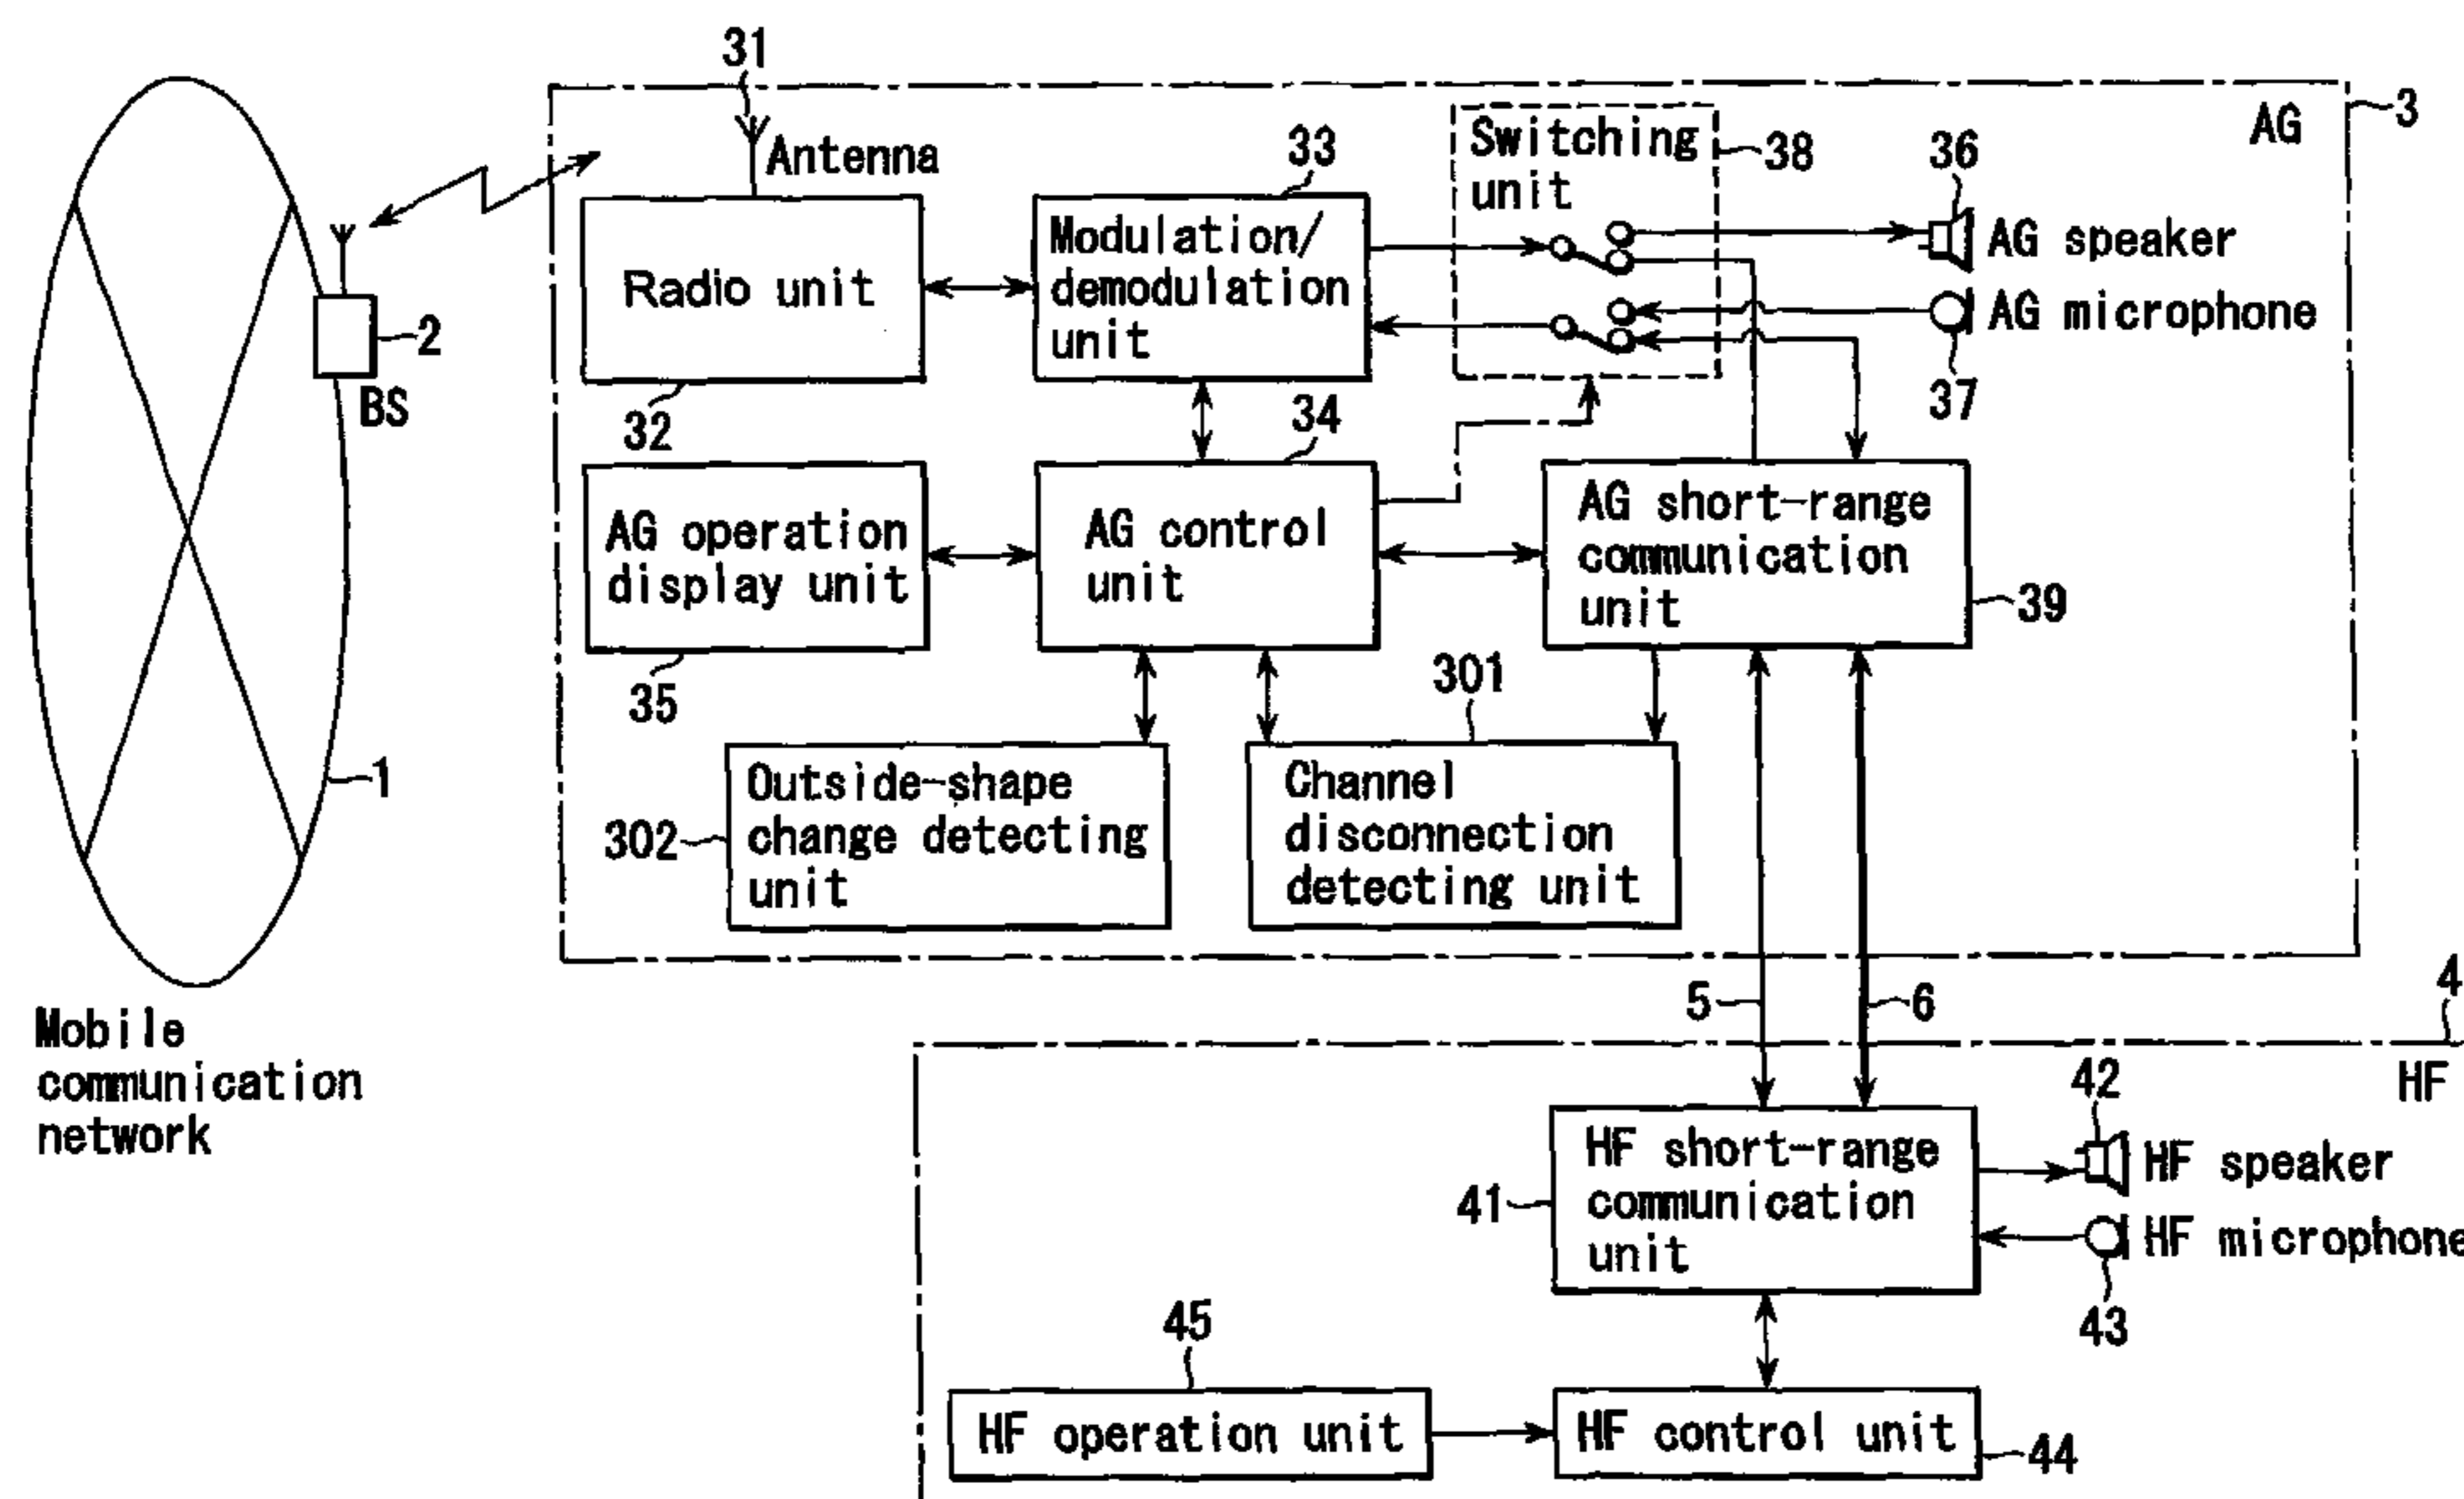 31
AG
3
Antenna
33
Switching
unit
38
36
Radio unit
Modulation/
demodulation
unit
AG speaker
AG microphone
2
BS
32
34
37
AG operation
display unit
AG control
unit
AG short-range
communication
unit
39
35
301
1
302
Outside-shape
change detecting
unit
Channel
disconnection
detecting unit
5
6
4
Mobile
communication
network
HF
42
41
HF short-range
communication
unit
HF speaker
HF microphone
43
45
HF operation unit
HF control unit
44